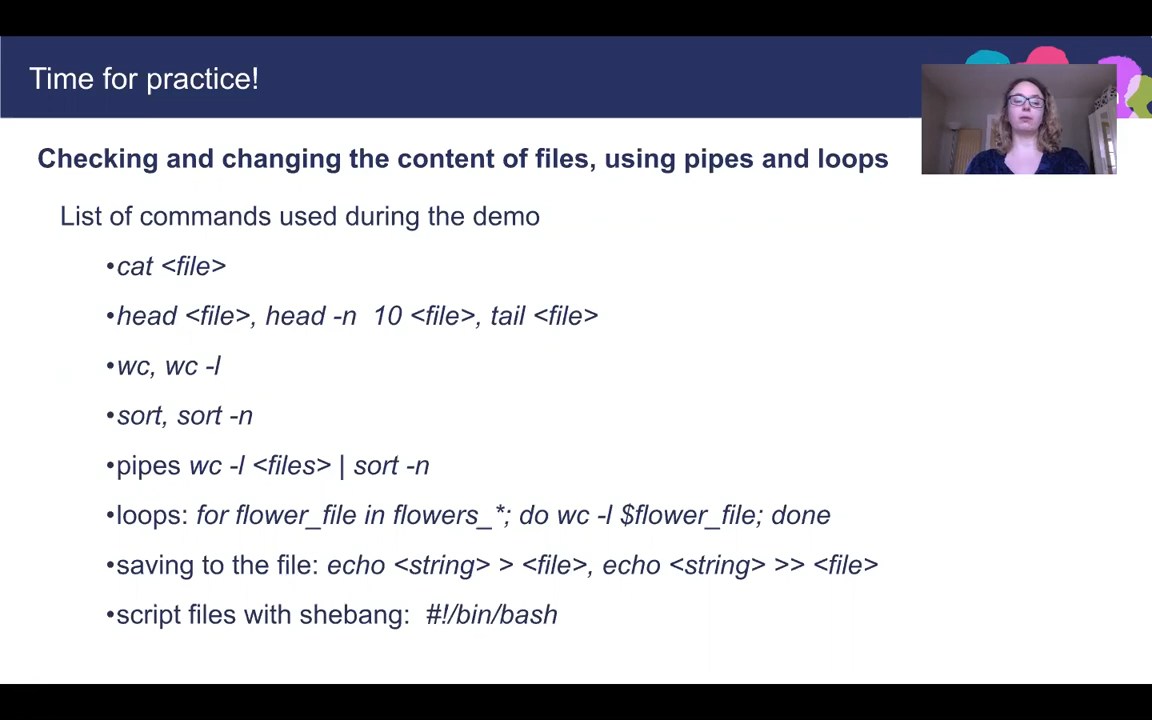 Time for practice!
Checking and changing the content of files, using pipes and loops
List of commands used during the demo
•cat <file>
•head <file>, head -n  10 <file>, tail <file>
•wc, wc -l
•sort, sort -n
•pipes wc -l <files> | sort -n
•loops: for flower_file in flowers_*; do wc -l $flower_file; done
•saving to the file: echo <string> > <file>, echo <string> >> <file>
•script files with shebang:  #!/bin/bash